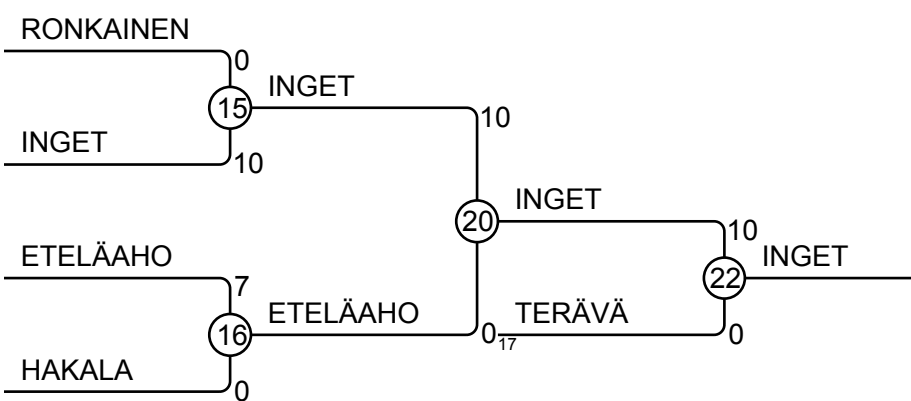 RONKAINEN
0
15
INGET
10
INGET
10
20
INGET
10
22
INGET
ETELÄAHO
7
16
ETELÄAHO
0
17
TERÄVÄ
0
HAKALA
0